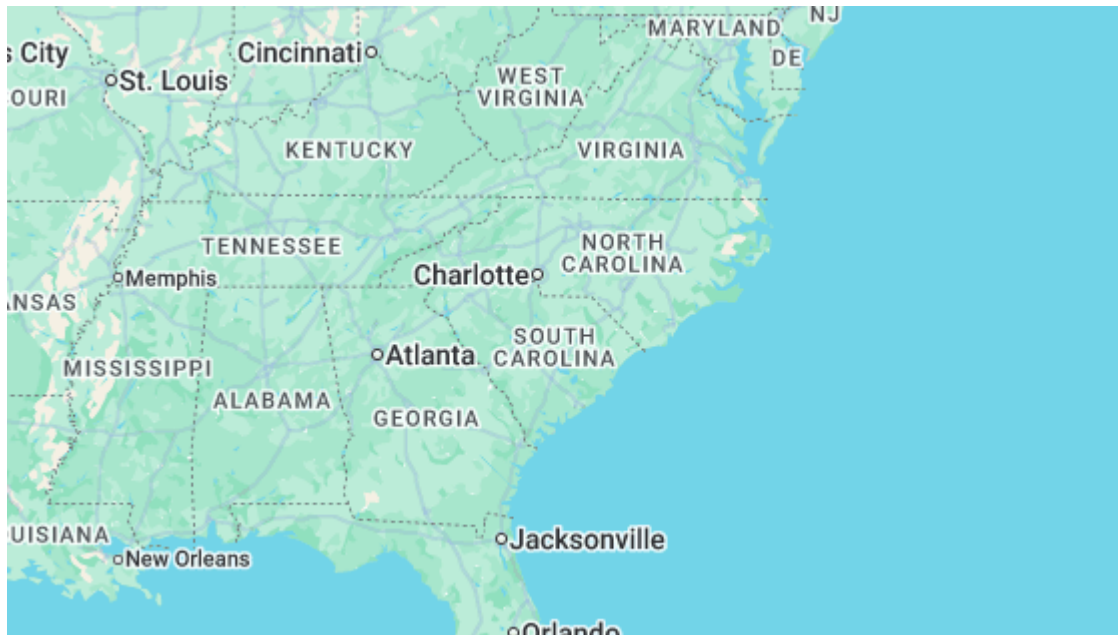 NJ
MARYLAND
s City
Cincinnati
DE
St. Louis
WEST
VIRGINIA
OURI
KENTUCKY
VIRGINIA
TENNESSEE
NORTH
CAROLINA
Charlotte
Memphis
ANSAS
SOUTH
CAROLINA
Atlanta
MISSISSIPPI
ALABAMA
GEORGIA
UISIANA
Jacksonville
New Orleans
Orlando